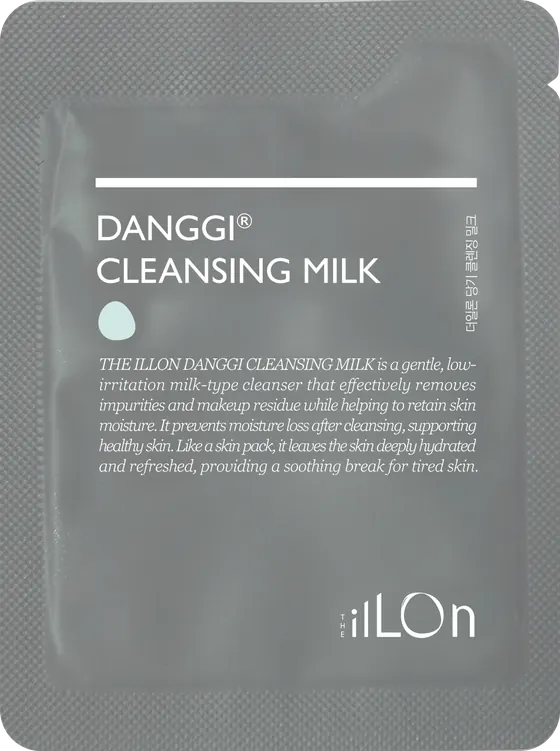 DANGGI®
CLEANSING MILK
더일론 당기 클렌징 밀크
THE ILLON DANGGI CLEANSING MILK is a gentle, low-
irritation milk-type cleanser that effectively removes
impurities and makeup residue while helping to retain skin
moisture. It prevents moisture loss after cleansing, supporting
healthy skin. Like a skin pack, it leaves the skin deeply hydrated
and refreshed, providing a soothing break for tired skin.
THE illOn